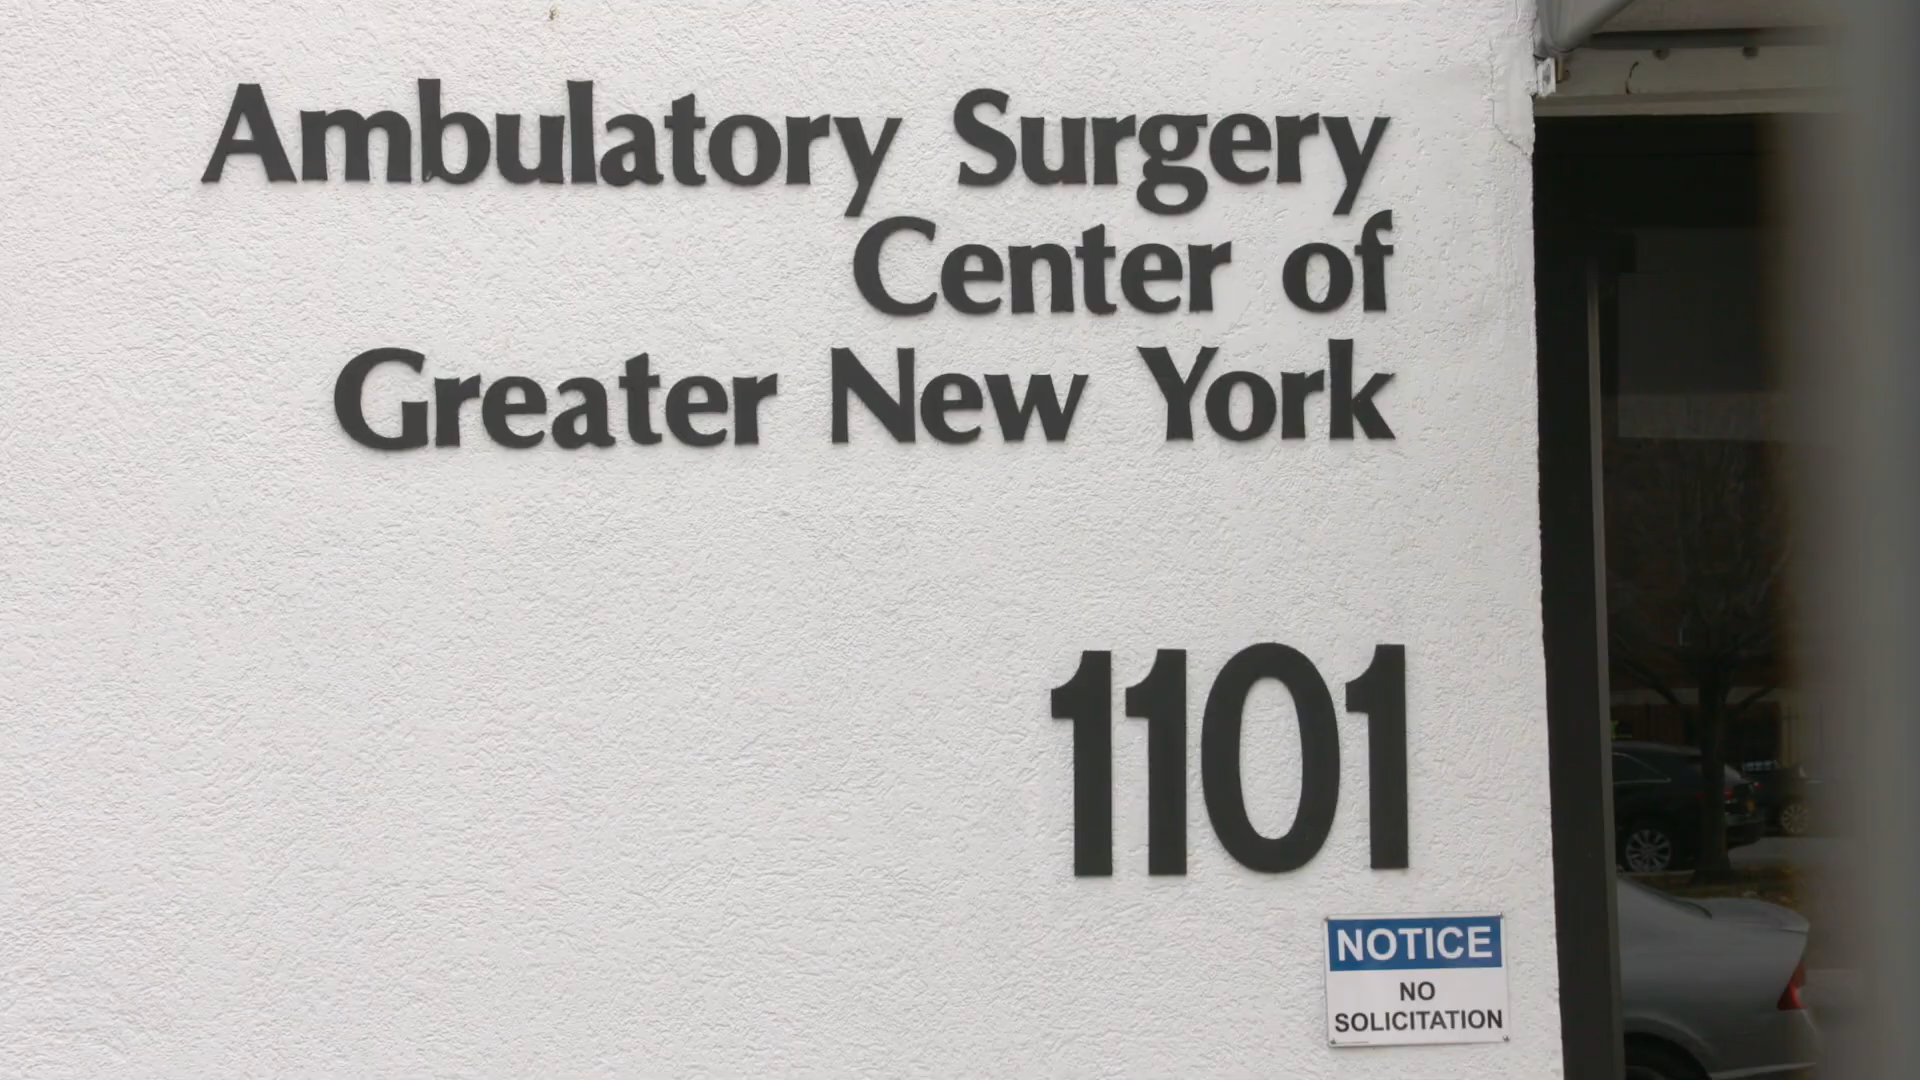 Ambulatory Surgery
Center of
Greater New York
1101
NOTICE
NO
SOLICITATION